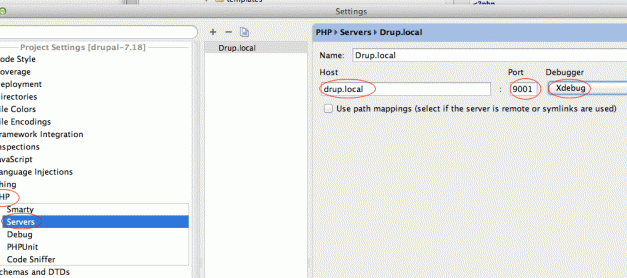 templates
<?php
Settings
Project Settings [drupal-7.18]
ode Style
overage
eployment
irectories
ile Colors
ile Encodings
ramework Integration
nspections
avaScript
anguage Injections
hing
HP
Smarty
Servers
Debug
PHPUnit
Code Sniffer
chemas and DTDs
Drup.local
PHP ▸ Servers ▸ Drup.local
Name: Drup.local
Host Port Debugger
drup.local : 9001 Xdebug
Use path mappings (select if the server is remote or symlinks are used)